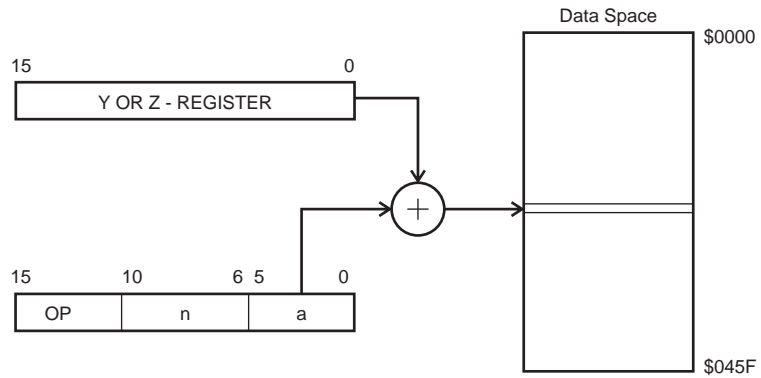 Data Space
$0000
15 0
Y OR Z - REGISTER
15 10 6 5 0
OP n a
$045F